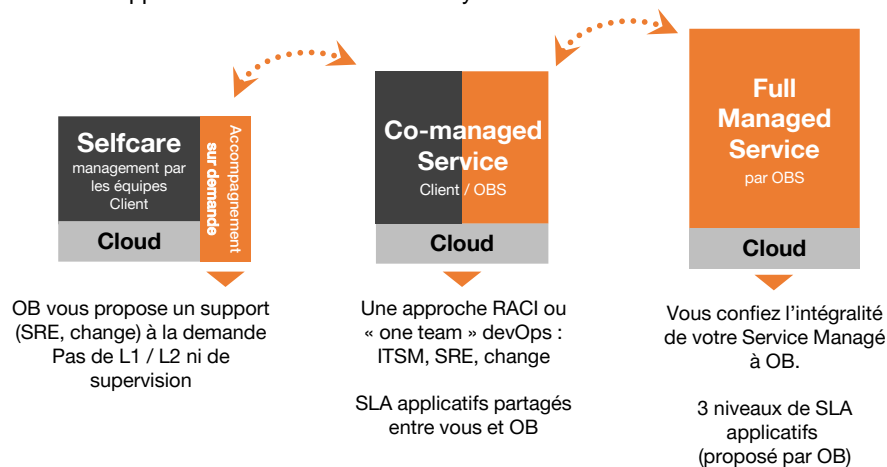 Selfcare
management par
les équipes
Client
Accompagnement
sur demande
Cloud
OB vous propose un support
(SRE, change) à la demande
Pas de L1 / L2 ni de
supervision
Co-managed
Service
Client / OBS
Cloud
Une approche RACI ou
« one team » devOps :
ITSM, SRE, change
SLA applicatifs partagés
entre vous et OB
Full
Managed
Service
par OBS
Cloud
Vous confiez l’intégralité
de votre Service Managé
à OB.
3 niveaux de SLA
applicatifs
(proposé par OB)